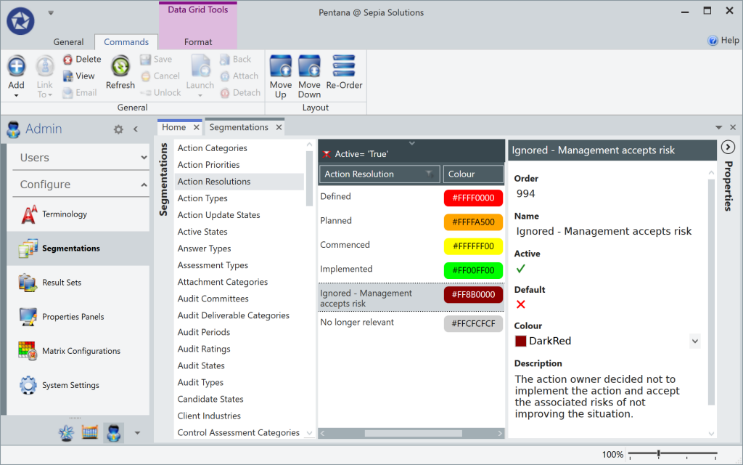 Data Grid Tools
Pentana @ Sepia Solutions
General
Commands
Format
Help
Add
Link To
Delete
View
Email
Refresh
Save
Cancel
Unlock
Launch
Back
Attach
Detach
Move Up
Move Down
Re-Order
General
Layout
Admin
Users
Configure
Terminology
Segmentations
Result Sets
Properties Panels
Matrix Configurations
System Settings
Home
Segmentations
Segmentations
Action Categories
Action Priorities
Action Resolutions
Action Types
Action Update States
Active States
Answer Types
Assessment Types
Attachment Categories
Audit Committees
Audit Deliverable Categories
Audit Periods
Audit Ratings
Audit States
Audit Types
Candidate States
Client Industries
Control Assessment Categories
Active= 'True'
Action Resolution
Colour
Defined
#FFFF0000
Planned
#FFFFA500
Commenced
#FFFFFF00
Implemented
#FF00FF00
Ignored - Management
accepts risk
#FF8B0000
No longer relevant
#FFCFCFCF
Ignored - Management accepts risk
Order
994
Name
Ignored - Management accepts risk
Active
Default
Colour
DarkRed
Description
The action owner decided not to
implement the action and accept
the associated risks of not
improving the situation.
Properties
100%